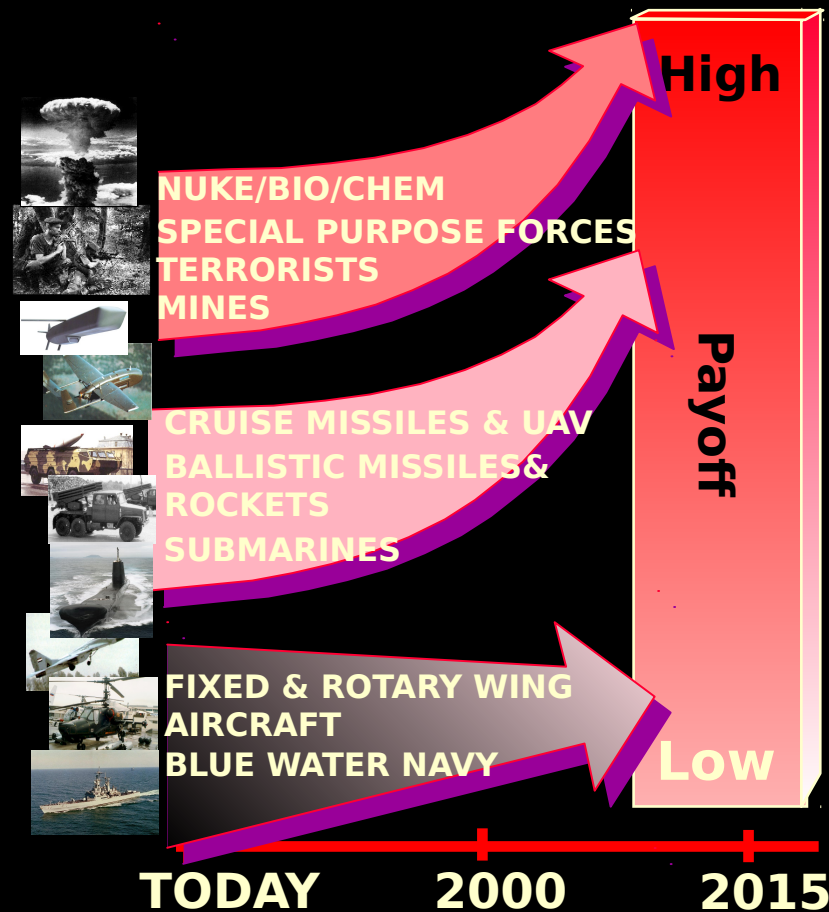 High
NUKE/BIO/CHEM
SPECIAL PURPOSE FORCES
TERRORISTS
MINES
Payoff
CRUISE MISSILES & UAV
BALLISTIC MISSILES&
ROCKETS
SUBMARINES
FIXED & ROTARY WING
AIRCRAFT
BLUE WATER NAVY
Low
TODAY 2000 2015